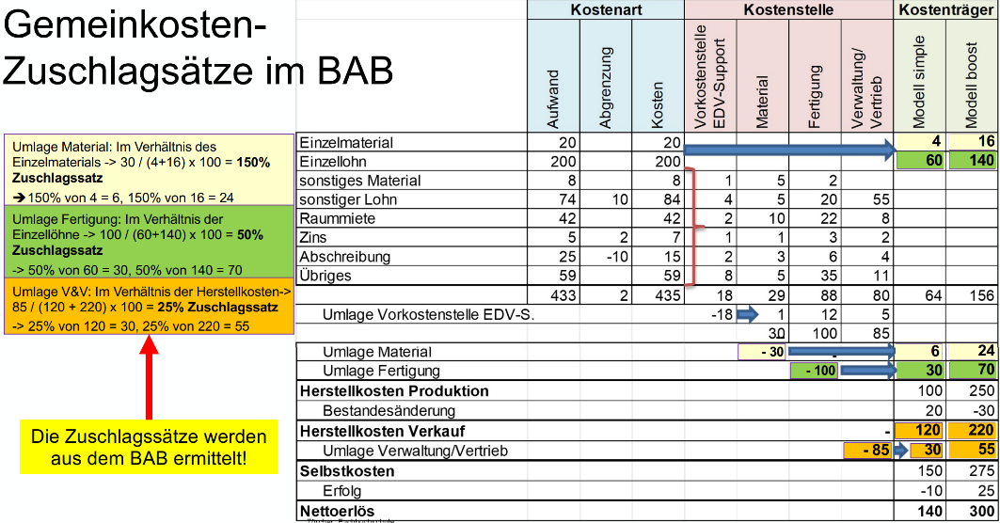 Gemeinkosten-
Zuschlagsätze im BAB
Kostenart Kostenstelle Kostenträger
Aufwand Abgrenzung Kosten Vorkostenstelle EDV-Support Material Fertigung Verwaltung/ Vertrieb Modell simple Modell boost
Umlage Material: Im Verhältnis des
Einzelmaterials -> 30 / (4+16) x 100 = 150%
Zuschlagssatz
➔150% von 4 = 6, 150% von 16 = 24
Umlage Fertigung: Im Verhältnis der
Einzellöhne -> 100 / (60+140) x 100 = 50%
Zuschlagssatz
-> 50% von 60 = 30, 50% von 140 = 70
Umlage V&V: Im Verhältnis der Herstellkosten->
85 / (120 + 220) x 100 = 25% Zuschlagssatz
-> 25% von 120 = 30, 25% von 220 = 55
Die Zuschlagssätze werden
aus dem BAB ermittelt!
Einzelmaterial 20 20 4 16
Einzellohn 200 200 60 140
sonstiges Material 8 8 1 5 2
sonstiger Lohn 74 10 84 4 5 20 55
Raummiete 42 42 2 10 22 8
Zins 5 2 7 1 1 3 2
Abschreibung 25 -10 15 2 3 6 4
Übriges 59 59 8 5 35 11
433 2 435 18 29 88 80 64 156
Umlage Vorkostenstelle EDV-S. -18 1 12 5
30 100 85
Umlage Material - 30 - 6 24
Umlage Fertigung - 100 30 70
Herstellkosten Produktion 100 250
Bestandesänderung 20 -30
Herstellkosten Verkauf - 120 220
Umlage Verwaltung/Vertrieb - 85 30 55
Selbstkosten 150 275
Erfolg -10 25
Nettoerlös 140 300